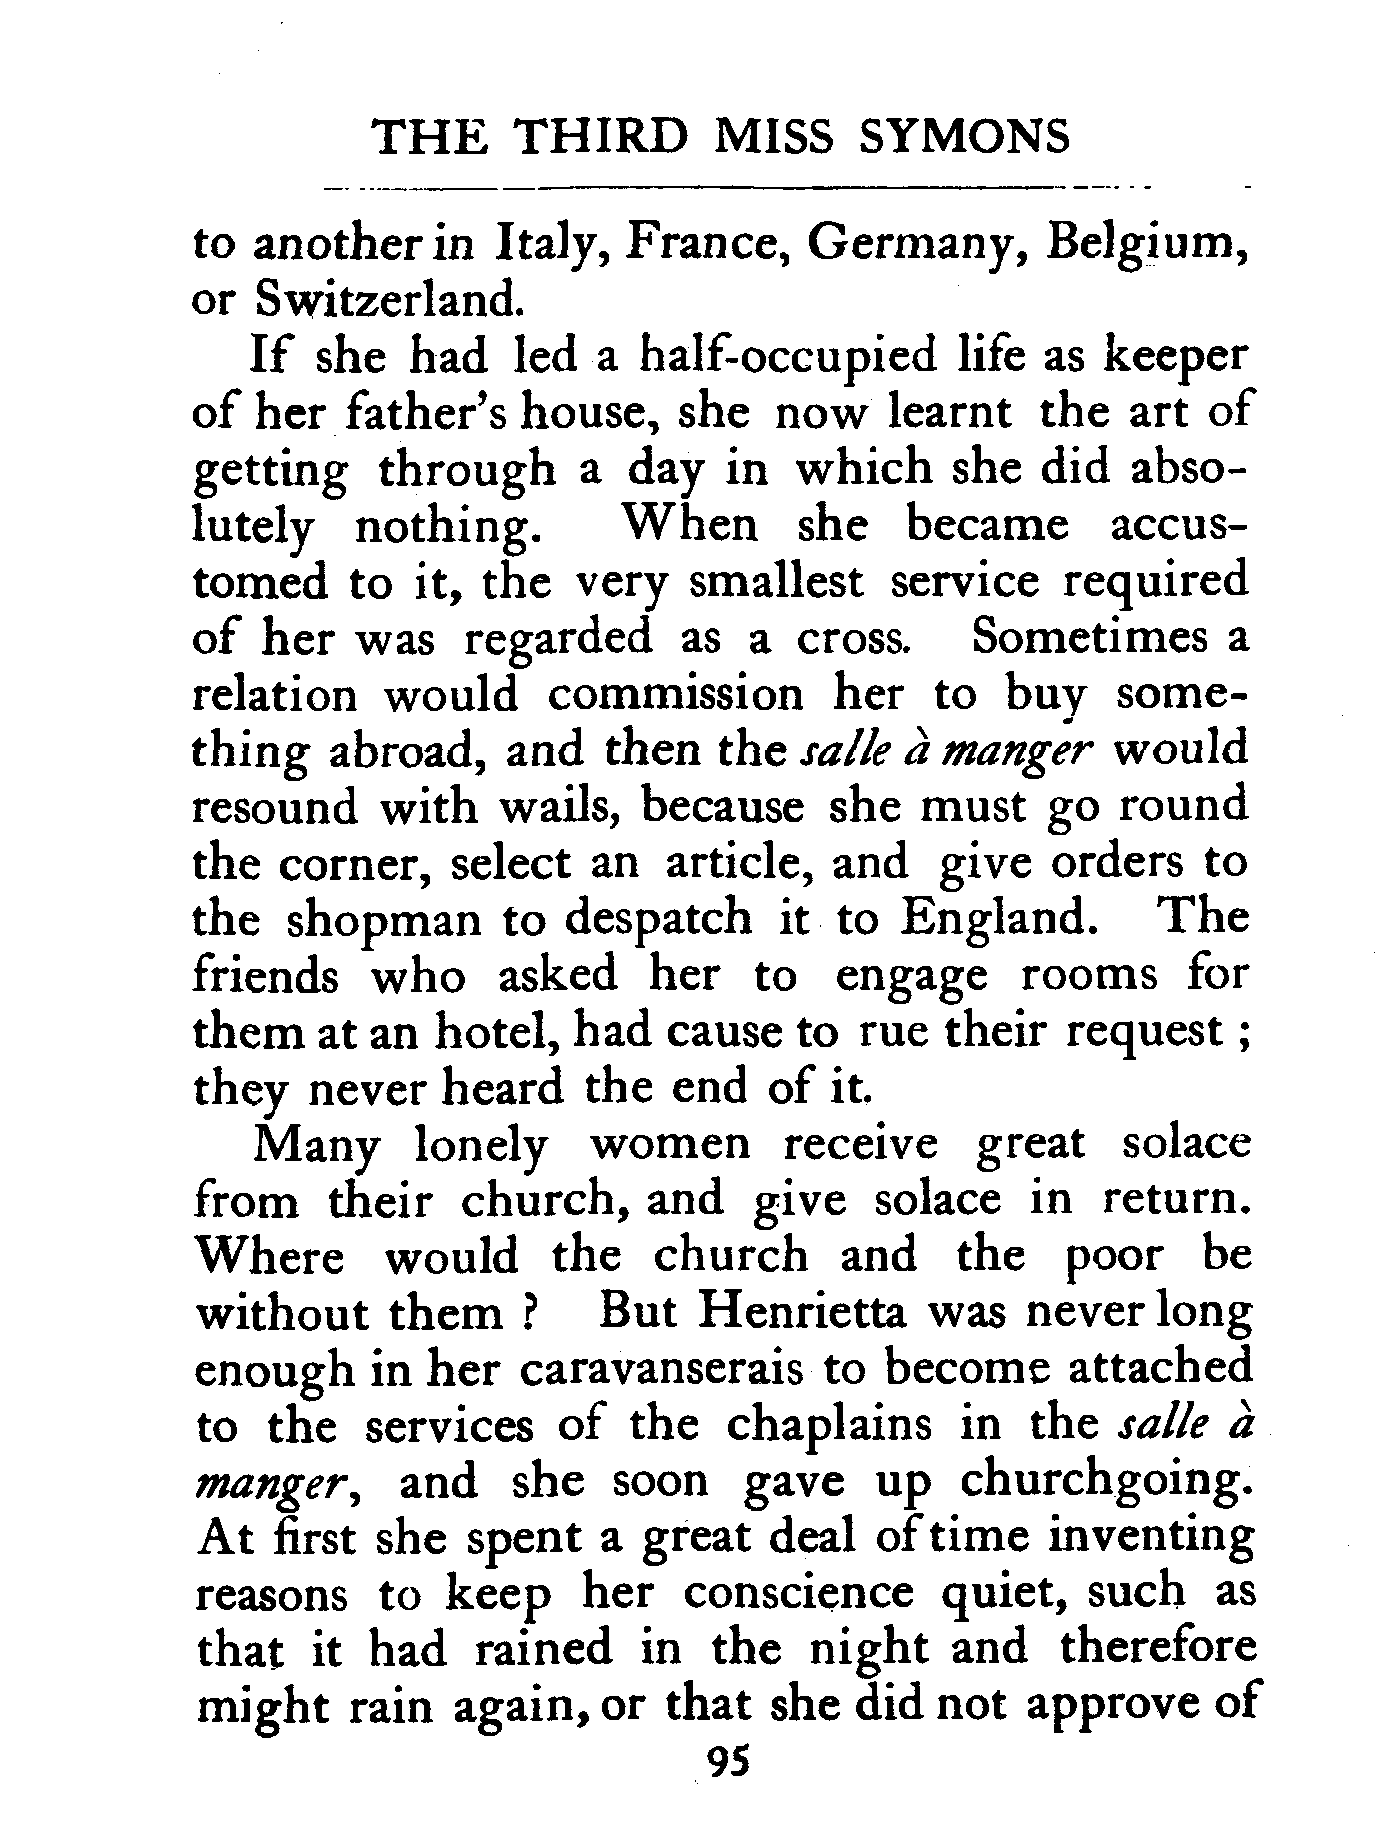 THE THIRD MISS SYMONS
to another in Italy, France, Germany, Belgium,
or Switzerland.
If she had led a half-occupied life as keeper
of her father's house, she now learnt the art of
getting through a day in which she did abso-
lutely nothing. When she became accus-
tomed to it, the very smallest service required
of her was regarded as a cross. Sometimes a
relation would commission her to buy some-
thing abroad, and then the salle à manger would
resound with wails, because she must go round
the corner, select an article, and give orders to
the shopman to despatch it to England. The
friends who asked her to engage rooms for
them at an hotel, had cause to rue their request ;
they never heard the end of it.
Many lonely women receive great solace
from their church, and give solace in return.
Where would the church and the poor be
without them ? But Henrietta was never long
enough in her caravanserais to become attached
to the services of the chaplains in the salle à
manger, and she soon gave up churchgoing.
At first she spent a great deal of time inventing
reasons to keep her conscience quiet, such as
that it had rained in the night and therefore
might rain again, or that she did not approve of
95